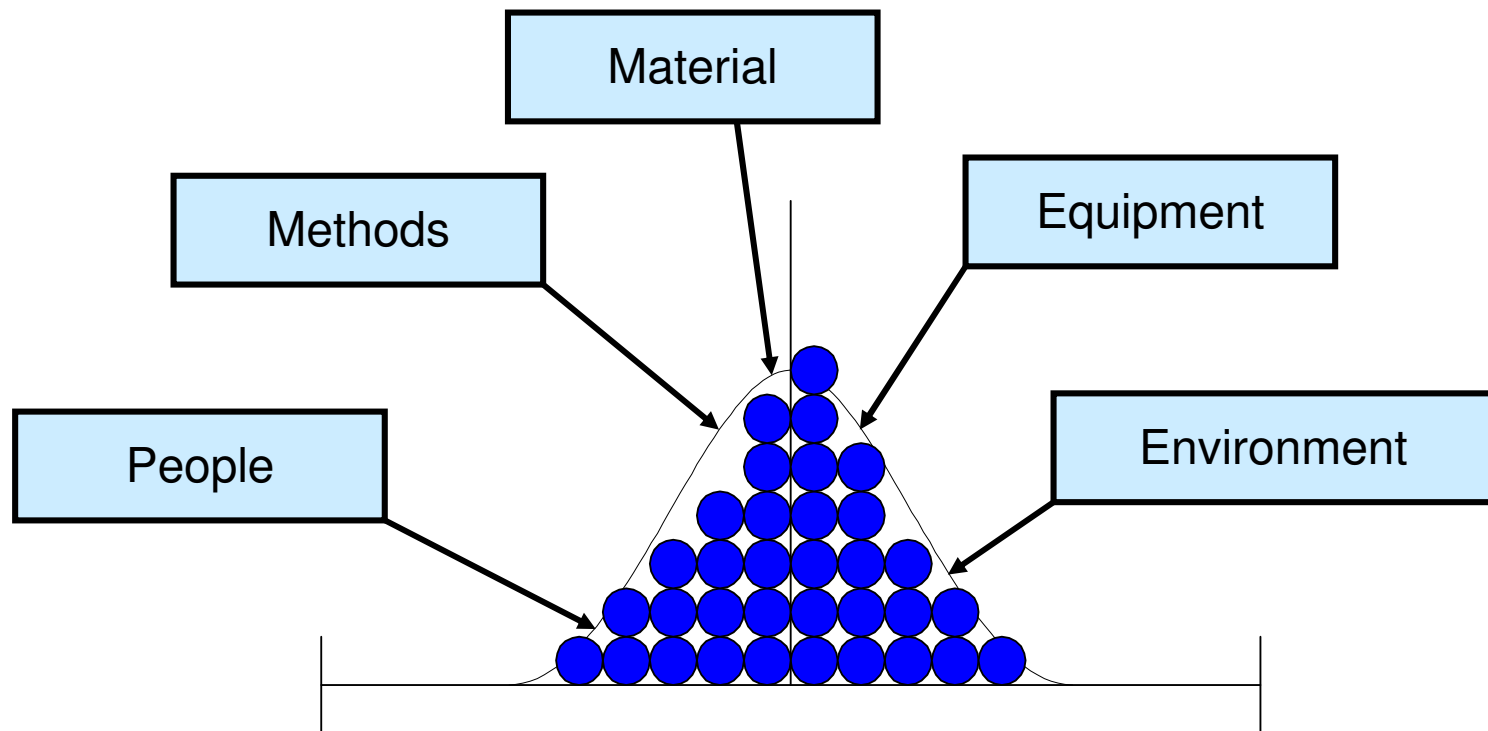 Material
Methods
Equipment
People
Environment